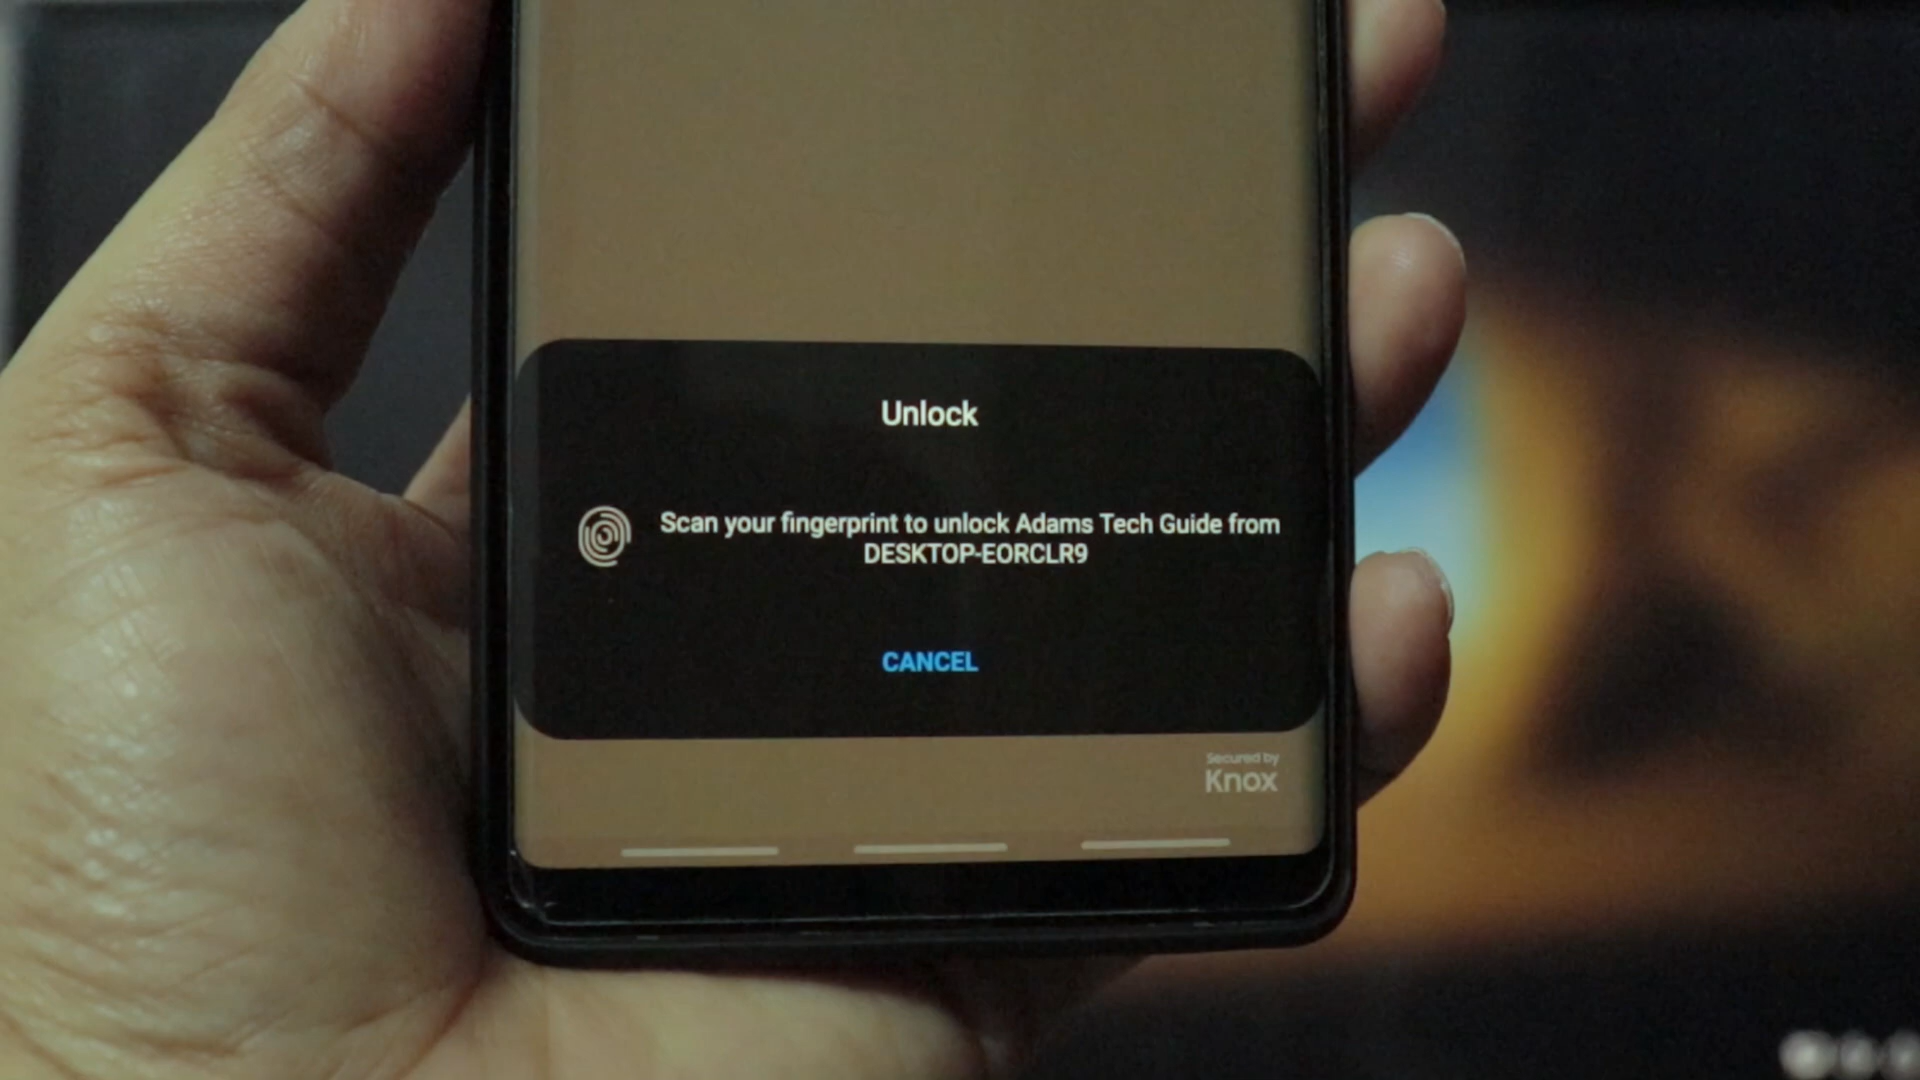 Unlock
Scan your fingerprint to unlock Adams Tech Guide from
DESKTOP-EORCLR9
CANCEL
Secured by
Knox